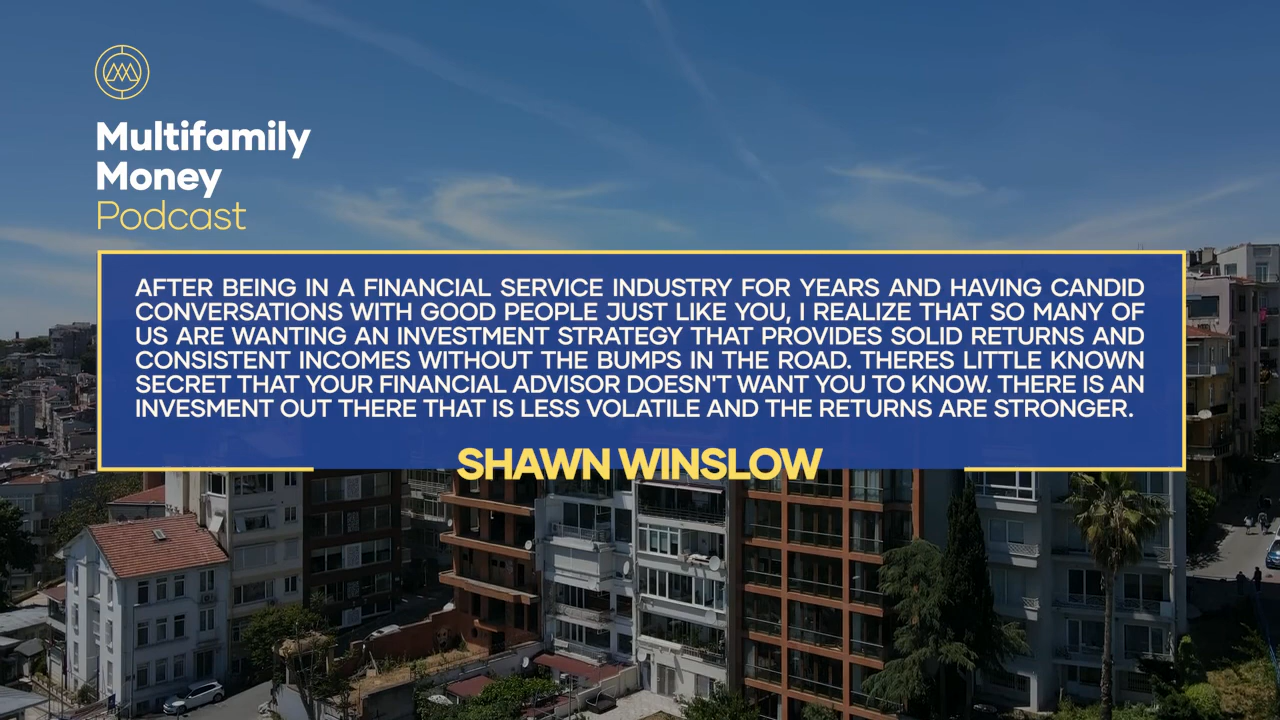 Multifamily
Money
Podcast
AFTER BEING IN A FINANCIAL SERVICE INDUSTRY FOR YEARS AND HAVING CANDID
CONVERSATIONS WITH GOOD PEOPLE JUST LIKE YOU, I REALIZE THAT SO MANY OF
US ARE WANTING AN INVESTMENT STRATEGY THAT PROVIDES SOLID RETURNS AND
CONSISTENT INCOMES WITHOUT THE BUMPS IN THE ROAD. THERES LITTLE KNOWN
SECRET THAT YOUR FINANCIAL ADVISOR DOESN'T WANT YOU TO KNOW. THERE IS AN
INVESMENT OUT THERE THAT IS LESS VOLATILE AND THE RETURNS ARE STRONGER.
SHAWN WINSLOW